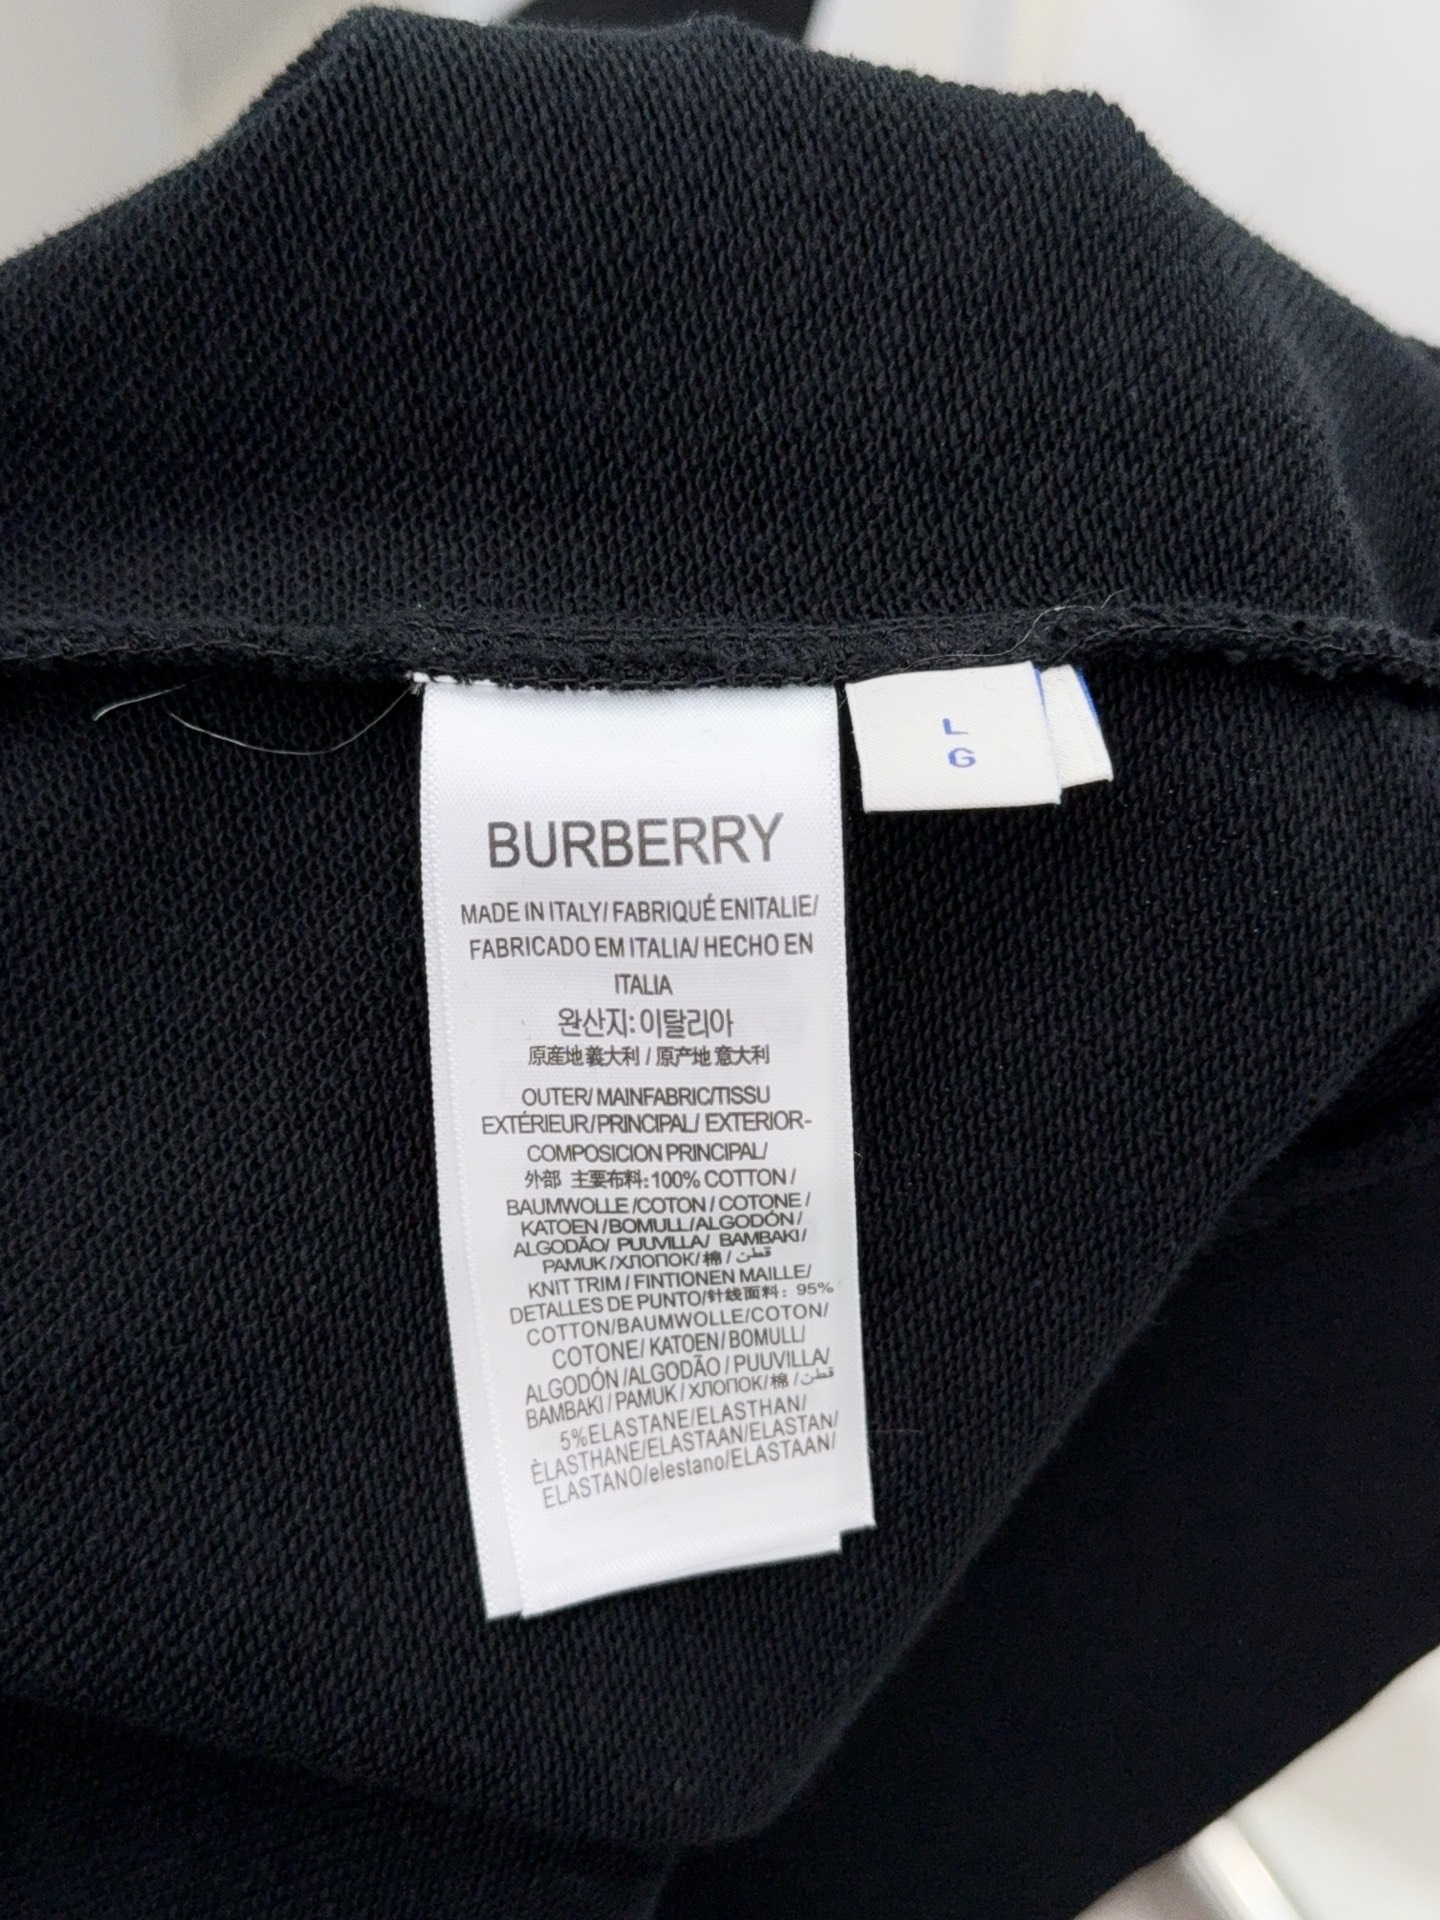 BURBERRY
MADE IN ITALY/ FABRIQUÉ ENITALIE/
FABRICADO EM ITALIA/ HECHO EN
ITALIA
완산지:이탈리아
原産地義大利 / 原产地意大利
OUTER/ MAINFABRIC/TISSU
EXTÉRIEUR/PRINCIPAL/ EXTERIOR-
COMPOSICION PRINCIPAL/
外部 主要布料:100% COTTON /
BAUMWOLLE /COTON / COTONE /
KATOEN /BOMULL/ALGODÓN /
ALGODÃO/ PUUVILLA/ BAMBAKI/
PAMUK /ХЛОПОК/ 棉 / قطن
KNIT TRIM / FINTIONEN MAILLE/
DETALLES DE PUNTO/針线面料: 95%
COTTON/BAUMWOLLE/COTON/
COTONE/ KATOEN/ BOMULL/
ALGODÓN /ALGODÃO / PUUVILLA/
BAMBAKI / PAMUK / ХЛОПОК/ 棉 / قطن
5%ELASTANE/ELASTHAN/
ÈLASTHANE/ELASTAAN/ELASTAN/
ELASTANO/elestano/ELASTAAN/
L
G